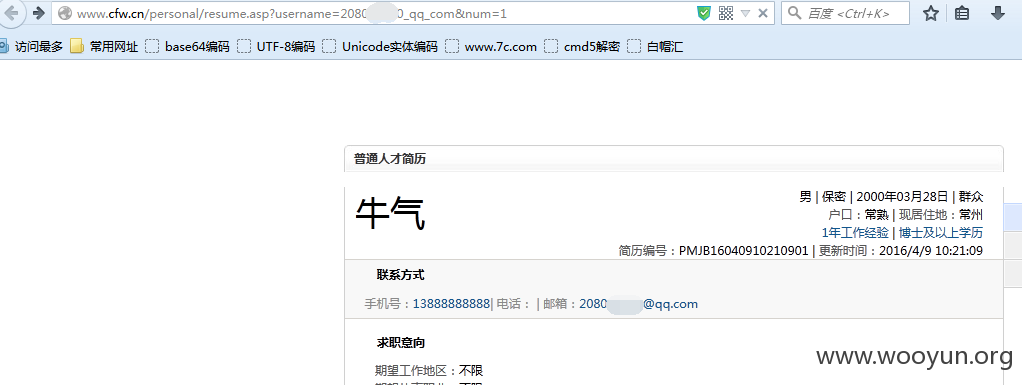 www.cfw.cn/personal/resume.asp?username=2080 0_qq_com&num=1
百度 <Ctrl+K>
访问最多 常用网址 base64编码 UTF-8编码 Unicode实体编码 www.7c.com cmd5解密 白帽汇
普通人才简历
牛气
男 | 保密 | 2000年03月28日 | 群众
户口：常熟 | 现居住地：常州
1年工作经验 | 博士及以上学历
简历编号：PMJB16040910210901 | 更新时间：2016/4/9 10:21:09
联系方式
手机号：13888888888| 电话： | 邮箱：2080 @qq.com
求职意向
www.wooyun.org
期望工作地区：不限